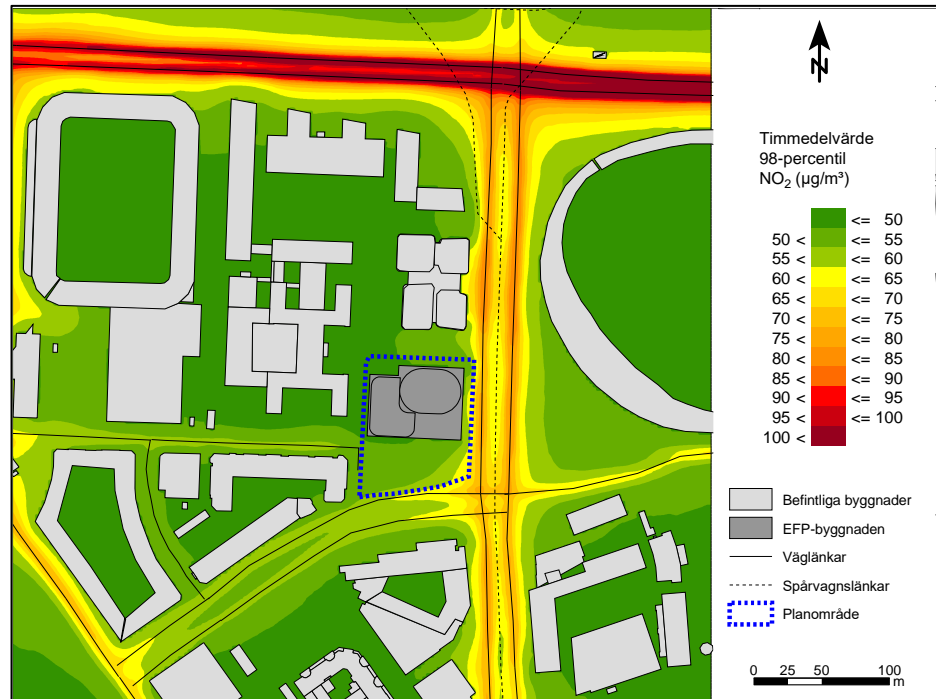 N
Timmedelvärde
98-percentil
NO₂ (µg/m³)
<= 50
50 < <= 55
55 < <= 60
60 < <= 65
65 < <= 70
70 < <= 75
75 < <= 80
80 < <= 85
85 < <= 90
90 < <= 95
95 < <= 100
100 <
Befintliga byggnader
EFP-byggnaden
Väglänkar
Spårvagnslänkar
Planområde
0 25 50 100
m